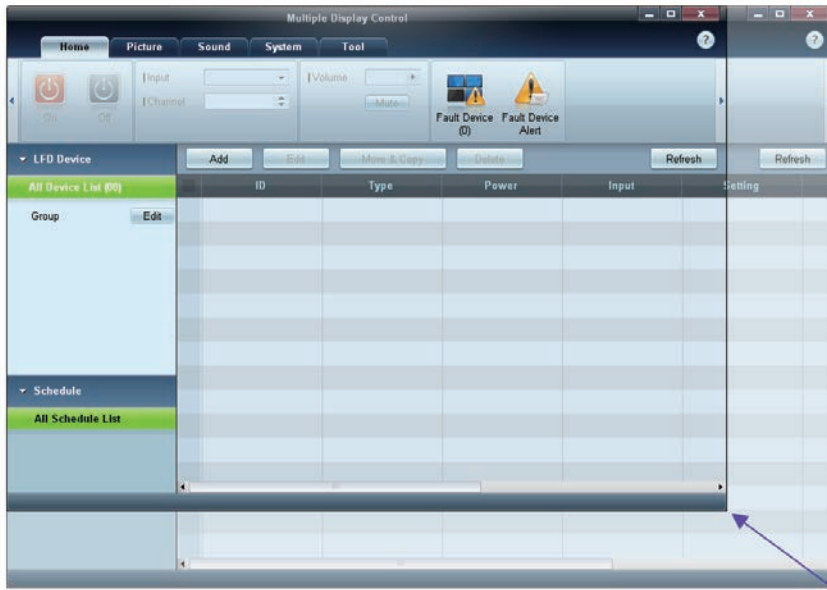 Multiple Display Control
Home Picture Sound System Tool
Input Volume
Channel Mute
On Off
Fault Device Fault Device
(0) Alert
LFD Device Add Edit Move & Copy Delete Refresh Refresh
All Device List (00) ID Type Power Input Setting
Group Edit
Schedule
All Schedule List